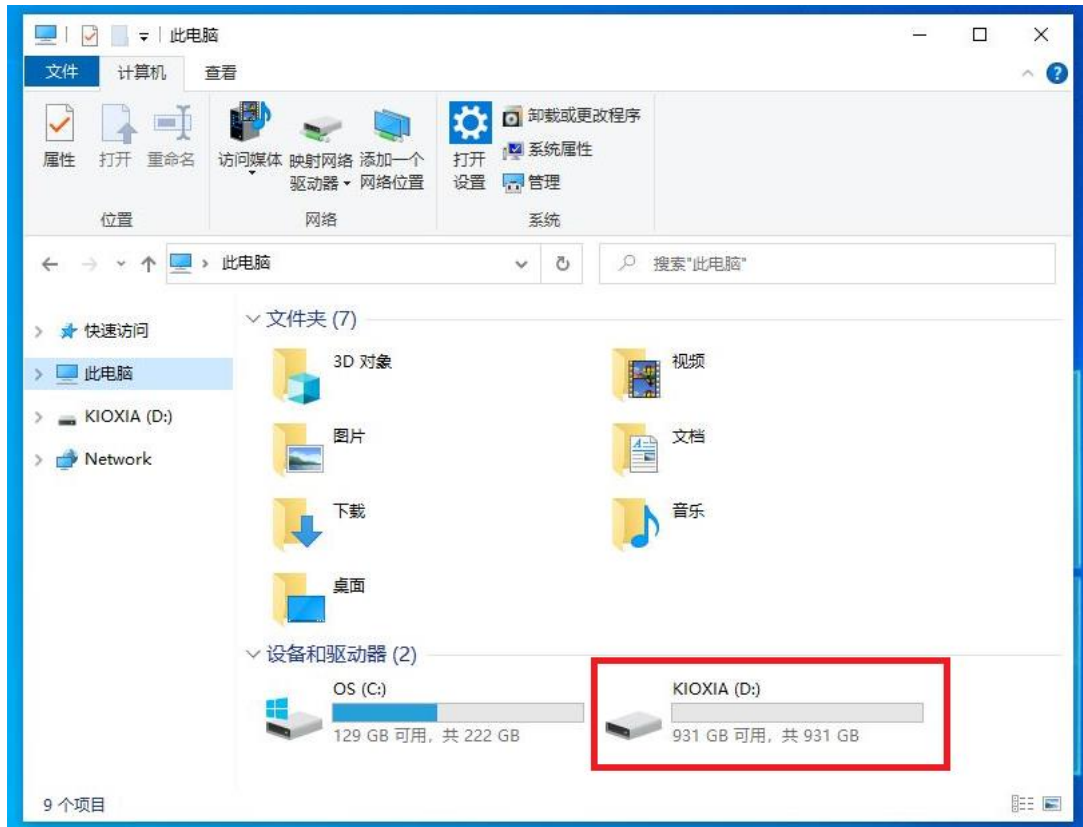 此电脑
文件 计算机 查看
属性 打开 重命名 访问媒体 映射网络驱动器 添加一个网络位置 打开设置 卸载或更改程序
系统属性
管理
位置 网络 系统
此电脑 搜索"此电脑"
快速访问
此电脑
KIOXIA (D:)
Network
文件夹 (7)
3D 对象 视频
图片 文档
下载 音乐
桌面
设备和驱动器 (2)
OS (C:) KIOXIA (D:)
129 GB 可用, 共 222 GB 931 GB 可用, 共 931 GB
9 个项目